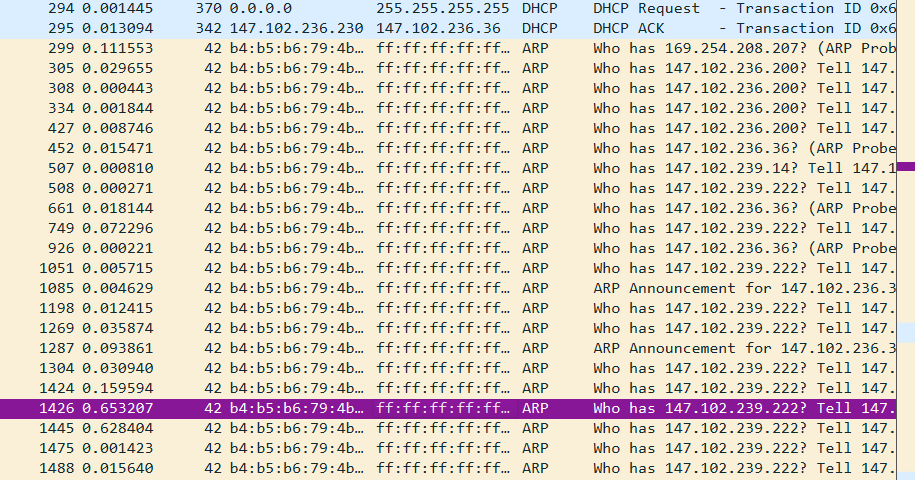 294 0.001445 370 0.0.0.0 255.255.255.255 DHCP DHCP Request - Transaction ID 0x6
295 0.013094 342 147.102.236.230 147.102.236.36 DHCP DHCP ACK - Transaction ID 0x6
299 0.111553 42 b4:b5:b6:79:4b… ff:ff:ff:ff:ff… ARP Who has 169.254.208.207? (ARP Prob
305 0.029655 42 b4:b5:b6:79:4b… ff:ff:ff:ff:ff… ARP Who has 147.102.236.200? Tell 147.
308 0.000443 42 b4:b5:b6:79:4b… ff:ff:ff:ff:ff… ARP Who has 147.102.236.200? Tell 147.
334 0.001844 42 b4:b5:b6:79:4b… ff:ff:ff:ff:ff… ARP Who has 147.102.236.200? Tell 147.
427 0.008746 42 b4:b5:b6:79:4b… ff:ff:ff:ff:ff… ARP Who has 147.102.236.200? Tell 147.
452 0.015471 42 b4:b5:b6:79:4b… ff:ff:ff:ff:ff… ARP Who has 147.102.236.36? (ARP Probe
507 0.000810 42 b4:b5:b6:79:4b… ff:ff:ff:ff:ff… ARP Who has 147.102.239.14? Tell 147.1
508 0.000271 42 b4:b5:b6:79:4b… ff:ff:ff:ff:ff… ARP Who has 147.102.239.222? Tell 147.
661 0.018144 42 b4:b5:b6:79:4b… ff:ff:ff:ff:ff… ARP Who has 147.102.236.36? (ARP Probe
749 0.072296 42 b4:b5:b6:79:4b… ff:ff:ff:ff:ff… ARP Who has 147.102.239.222? Tell 147.
926 0.000221 42 b4:b5:b6:79:4b… ff:ff:ff:ff:ff… ARP Who has 147.102.236.36? (ARP Probe
1051 0.005715 42 b4:b5:b6:79:4b… ff:ff:ff:ff:ff… ARP Who has 147.102.239.222? Tell 147.
1085 0.004629 42 b4:b5:b6:79:4b… ff:ff:ff:ff:ff… ARP ARP Announcement for 147.102.236.3
1198 0.012415 42 b4:b5:b6:79:4b… ff:ff:ff:ff:ff… ARP Who has 147.102.239.222? Tell 147.
1269 0.035874 42 b4:b5:b6:79:4b… ff:ff:ff:ff:ff… ARP Who has 147.102.239.222? Tell 147.
1287 0.093861 42 b4:b5:b6:79:4b… ff:ff:ff:ff:ff… ARP ARP Announcement for 147.102.236.3
1304 0.030940 42 b4:b5:b6:79:4b… ff:ff:ff:ff:ff… ARP Who has 147.102.239.222? Tell 147.
1424 0.159594 42 b4:b5:b6:79:4b… ff:ff:ff:ff:ff… ARP Who has 147.102.239.222? Tell 147.
1426 0.653207 42 b4:b5:b6:79:4b… ff:ff:ff:ff:ff… ARP Who has 147.102.239.222? Tell 147.
1445 0.628404 42 b4:b5:b6:79:4b… ff:ff:ff:ff:ff… ARP Who has 147.102.239.222? Tell 147.
1475 0.001423 42 b4:b5:b6:79:4b… ff:ff:ff:ff:ff… ARP Who has 147.102.239.222? Tell 147.
1488 0.015640 42 b4:b5:b6:79:4b… ff:ff:ff:ff:ff… ARP Who has 147.102.239.222? Tell 147.